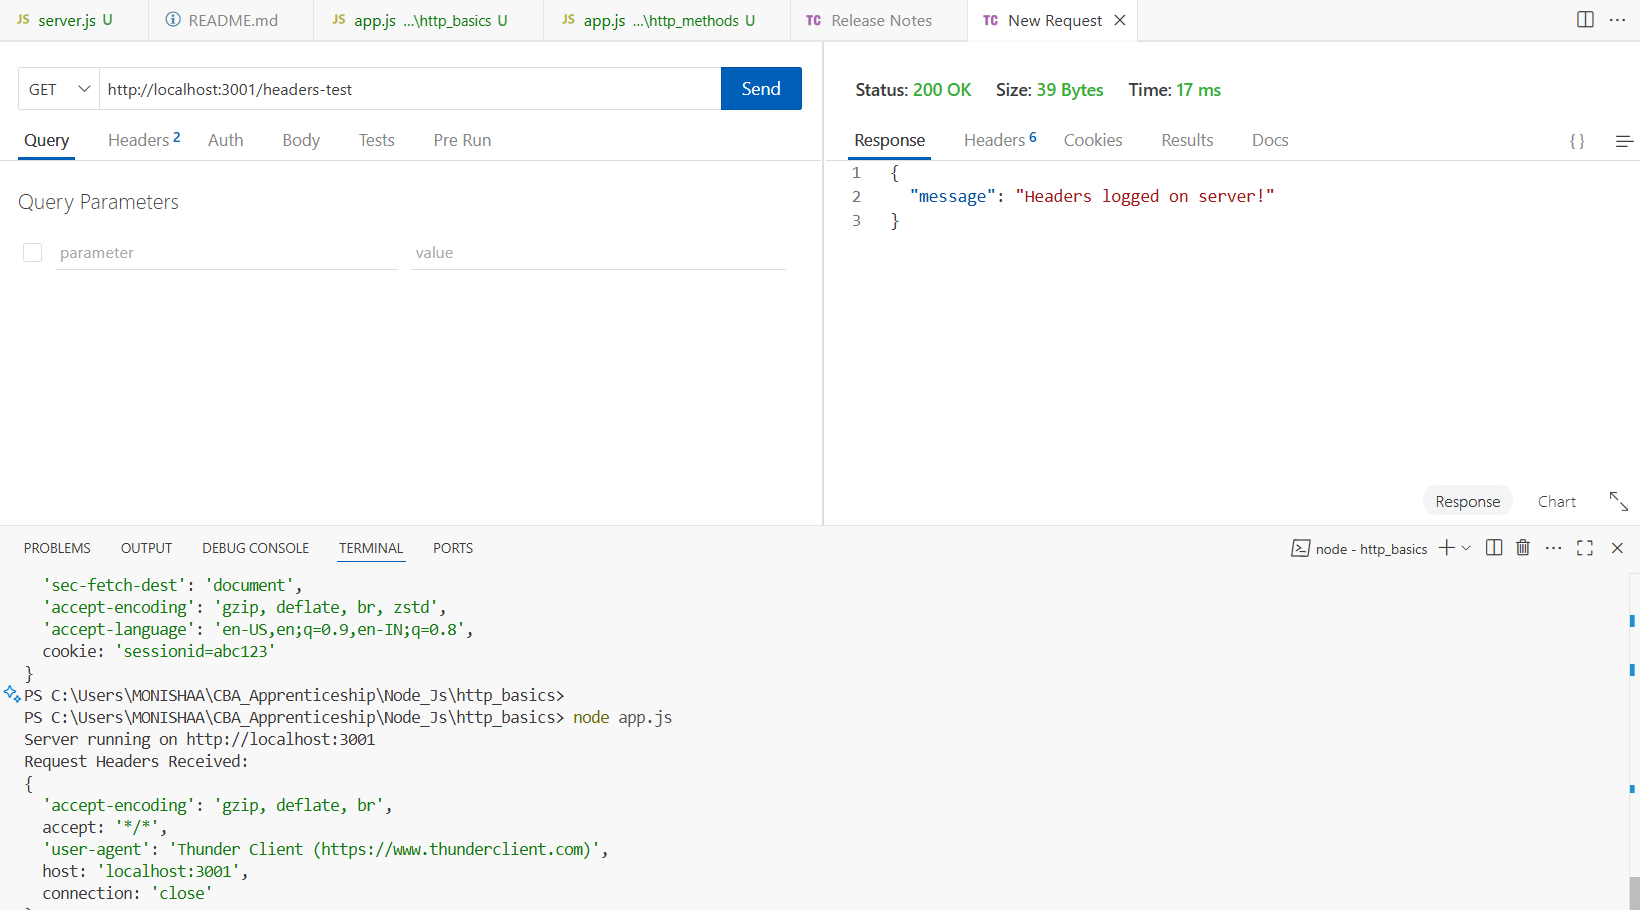 JS server.js U README.md JS app.js ...\http_basics U JS app.js ...\http_methods U TC Release Notes TC New Request
GET http://localhost:3001/headers-test Send
Query Headers 2 Auth Body Tests Pre Run
Query Parameters
parameter value
Status: 200 OK Size: 39 Bytes Time: 17 ms
Response Headers 6 Cookies Results Docs { }
1 {
2 "message": "Headers logged on server!"
3 }
Response Chart
PROBLEMS OUTPUT DEBUG CONSOLE TERMINAL PORTS node - http_basics
'sec-fetch-dest': 'document',
'accept-encoding': 'gzip, deflate, br, zstd',
'accept-language': 'en-US,en;q=0.9,en-IN;q=0.8',
cookie: 'sessionid=abc123'
}
PS C:\Users\MONISHAA\CBA_Apprenticeship\Node_Js\http_basics>
PS C:\Users\MONISHAA\CBA_Apprenticeship\Node_Js\http_basics> node app.js
Server running on http://localhost:3001
Request Headers Received:
{
'accept-encoding': 'gzip, deflate, br',
accept: '*/*',
'user-agent': 'Thunder Client (https://www.thunderclient.com)',
host: 'localhost:3001',
connection: 'close'